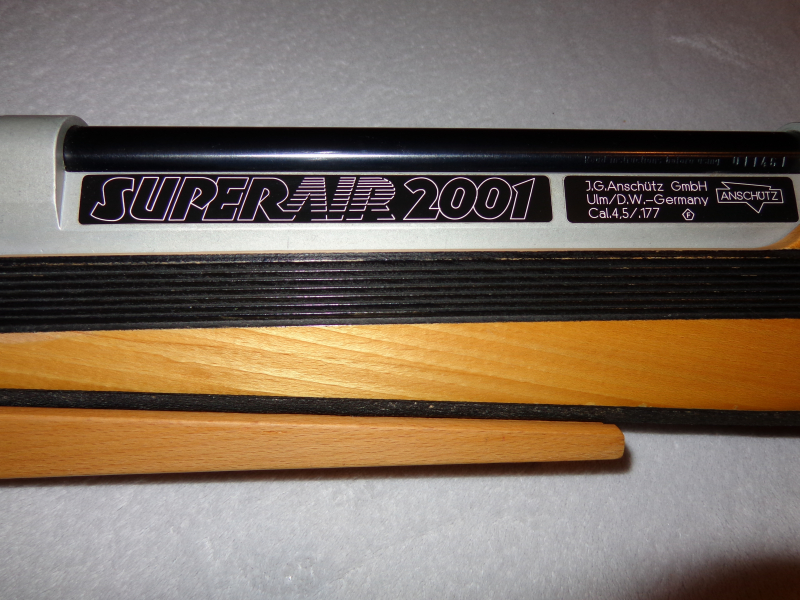 SUPERAIR 2001
J.G.Anschütz GmbH
Ulm/D.W.-Germany
Cal.4,5/.177 F
ANSCHÜTZ